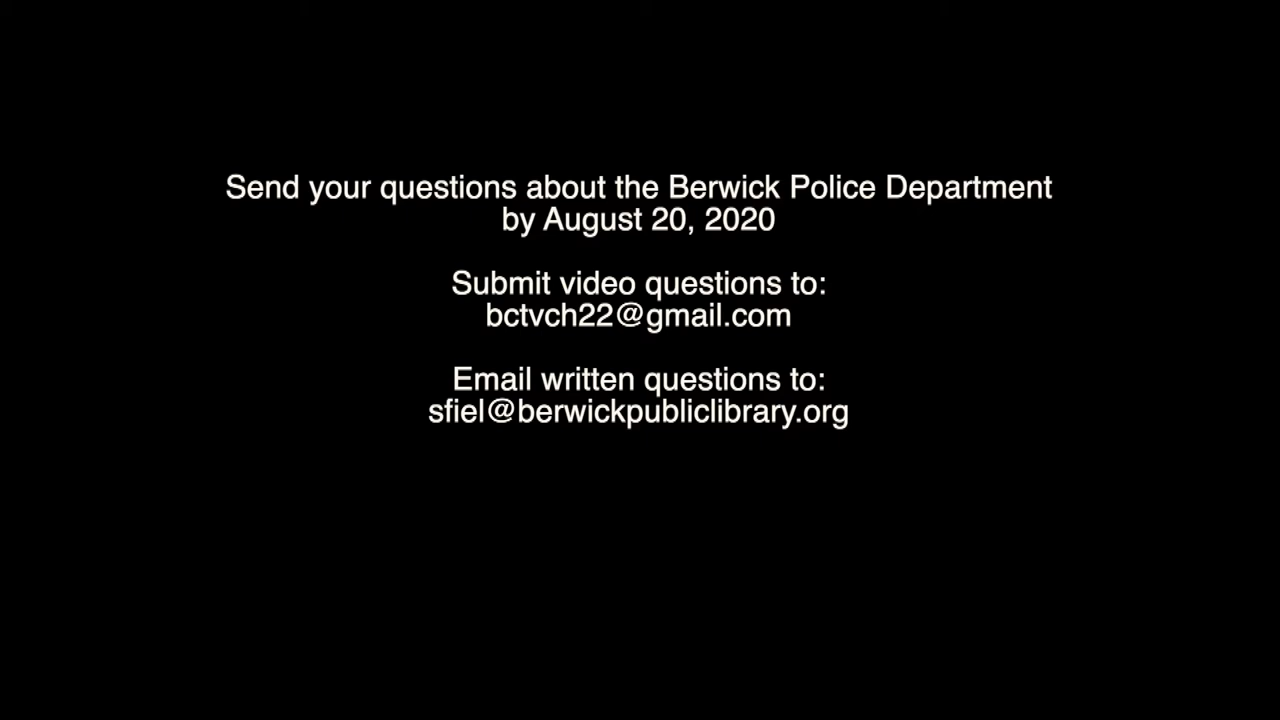 Send your questions about the Berwick Police Department
by August 20, 2020
Submit video questions to:
bctvch22@gmail.com
Email written questions to:
sfiel@berwickpubliclibrary.org